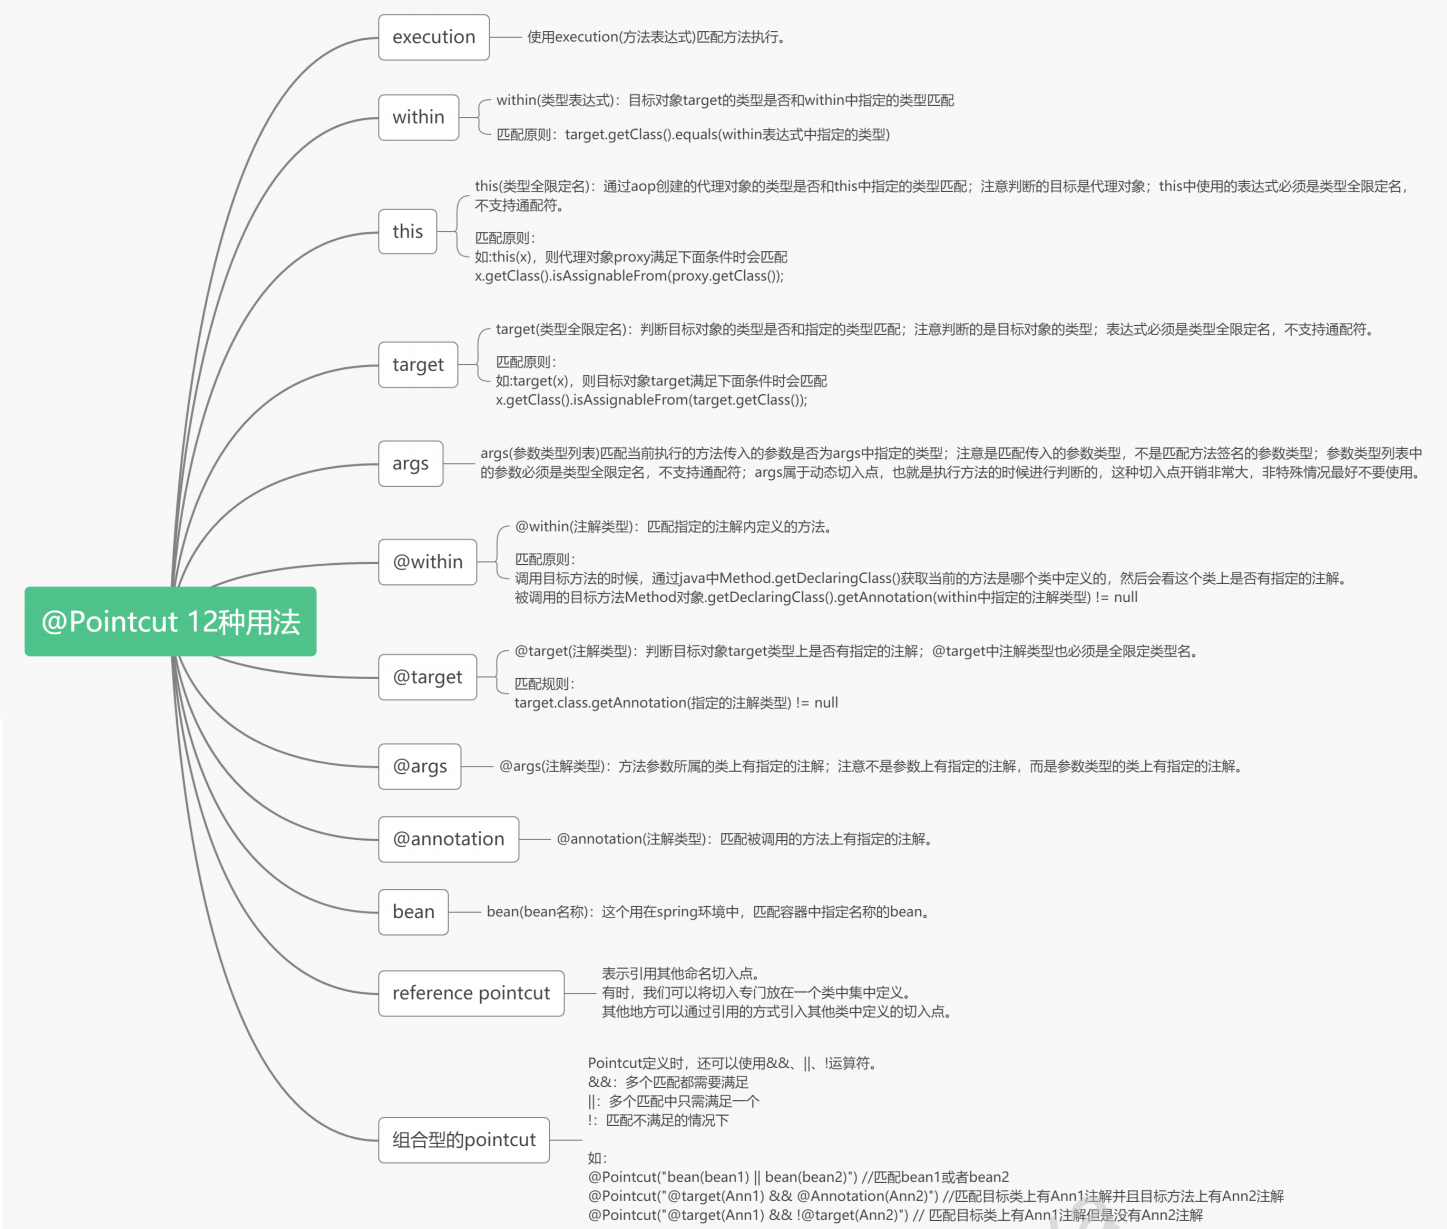 execution
使用execution(方法表达式)匹配方法执行。
within
within(类型表达式)：目标对象target的类型是否和within中指定的类型匹配
匹配原则：target.getClass().equals(within表达式中指定的类型)
this
this(类型全限定名)：通过aop创建的代理对象的类型是否和this中指定的类型匹配；注意判断的目标是代理对象；this中使用的表达式必须是类型全限定名，
不支持通配符。
匹配原则：
如:this(x)，则代理对象proxy满足下面条件时会匹配
x.getClass().isAssignableFrom(proxy.getClass());
target
target(类型全限定名)：判断目标对象的类型是否和指定的类型匹配；注意判断的是目标对象的类型；表达式必须是类型全限定名，不支持通配符。
匹配原则：
如:target(x)，则目标对象target满足下面条件时会匹配
x.getClass().isAssignableFrom(target.getClass());
args
args(参数类型列表)匹配当前执行的方法传入的参数是否为args中指定的类型；注意是匹配传入的参数类型，不是匹配方法签名的参数类型；参数类型列表中
的参数必须是类型全限定名，不支持通配符；args属于动态切入点，也就是执行方法的时候进行判断的，这种切入点开销非常大，非特殊情况最好不要使用。
@within
@within(注解类型)：匹配指定的注解内定义的方法。
匹配原则：
调用目标方法的时候，通过java中Method.getDeclaringClass()获取当前的方法是哪个类中定义的，然后会看这个类上是否有指定的注解。
被调用的目标方法Method对象.getDeclaringClass().getAnnotation(within中指定的注解类型) != null
@Pointcut 12种用法
@target
@target(注解类型)：判断目标对象target类型上是否有指定的注解；@target中注解类型也必须是全限定类型名。
匹配规则：
target.class.getAnnotation(指定的注解类型) != null
@args
@args(注解类型)：方法参数所属的类上有指定的注解；注意不是参数上有指定的注解，而是参数类型的类上有指定的注解。
@annotation
@annotation(注解类型)：匹配被调用的方法上有指定的注解。
bean
bean(bean名称)：这个用在spring环境中，匹配容器中指定名称的bean。
reference pointcut
表示引用其他命名切入点。
有时，我们可以将切入专门放在一个类中集中定义。
其他地方可以通过引用的方式引入其他类中定义的切入点。
组合型的pointcut
Pointcut定义时，还可以使用&&、||、!运算符。
&&：多个匹配都需要满足
||：多个匹配中只需满足一个
!：匹配不满足的情况下
如：
@Pointcut("bean(bean1) || bean(bean2)") //匹配bean1或者bean2
@Pointcut("@target(Ann1) && @Annotation(Ann2)") //匹配目标类上有Ann1注解并且目标方法上有Ann2注解
@Pointcut("@target(Ann1) && !@target(Ann2)") // 匹配目标类上有Ann1注解但是没有Ann2注解